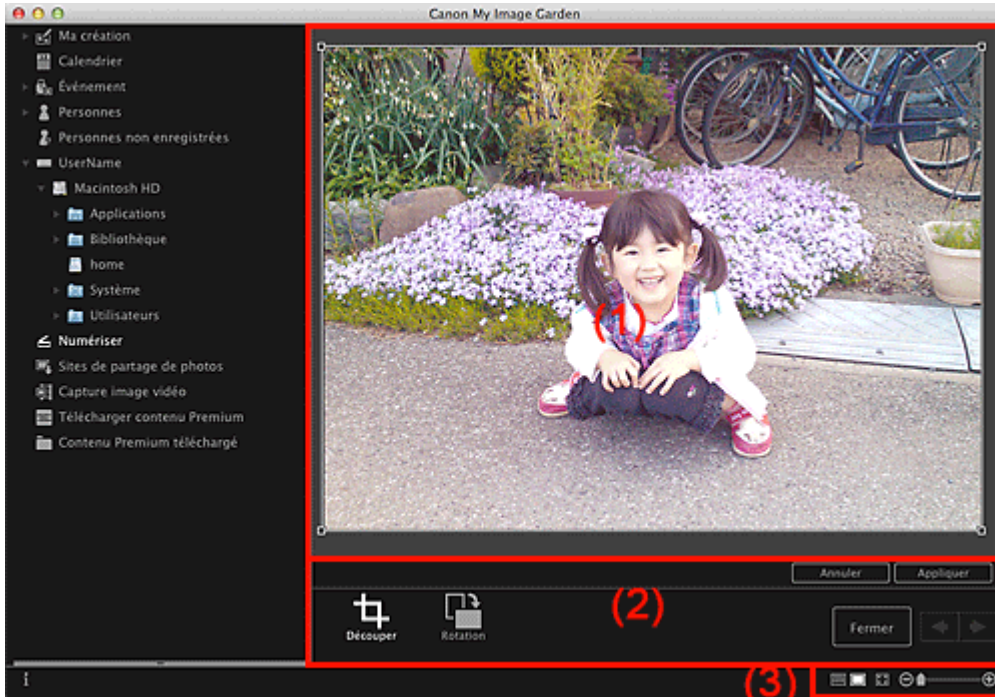 Canon My Image Garden
Ma création
Calendrier
Événement
Personnes
Personnes non enregistrées
UserName
Macintosh HD
Applications
Bibliothèque
home
Système
Utilisateurs
Numériser
Sites de partage de photos
Capture image vidéo
Télécharger contenu Premium
Contenu Premium téléchargé
(1)
Annuler Appliquer
(2)
Découper Rotation
Fermer
(3)